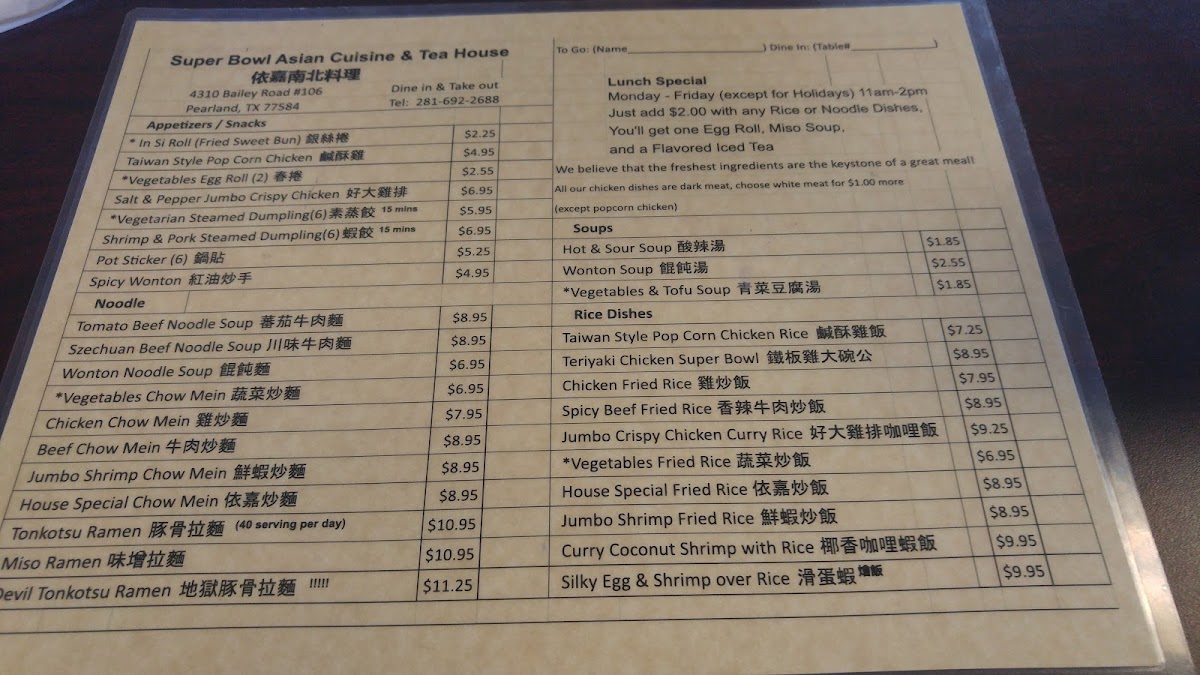 Super Bowl Asian Cuisine & Tea House
依嘉南北料理
4310 Bailey Road #106
Pearland, TX 77584
Dine in & Take out
Tel: 281-692-2688
Appetizers / Snacks
* In Si Roll (Fried Sweet Bun) 銀絲捲 $2.25
Taiwan Style Pop Corn Chicken 鹹酥雞 $4.95
*Vegetables Egg Roll (2) 春捲 $2.55
Salt & Pepper Jumbo Crispy Chicken 好大雞排 $6.95
*Vegetarian Steamed Dumpling(6)素蒸餃 15 mins $5.95
Shrimp & Pork Steamed Dumpling(6) 蝦餃 15 mins $6.95
Pot Sticker (6) 鍋貼 $5.25
Spicy Wonton 紅油炒手 $4.95
Noodle
Tomato Beef Noodle Soup 蕃茄牛肉麵 $8.95
Szechuan Beef Noodle Soup 川味牛肉麵 $8.95
Wonton Noodle Soup 餛飩麵 $6.95
*Vegetables Chow Mein 蔬菜炒麵 $6.95
Chicken Chow Mein 雞炒麵 $7.95
Beef Chow Mein 牛肉炒麵 $8.95
Jumbo Shrimp Chow Mein 鮮蝦炒麵 $8.95
House Special Chow Mein 依嘉炒麵 $8.95
Tonkotsu Ramen 豚骨拉麵 (40 serving per day) $10.95
Miso Ramen 味增拉麵 $10.95
Devil Tonkotsu Ramen 地獄豚骨拉麵 !!!!! $11.25
To Go: (Name____________________) Dine In: (Table#____________)
Lunch Special
Monday - Friday (except for Holidays) 11am-2pm
Just add $2.00 with any Rice or Noodle Dishes,
You'll get one Egg Roll, Miso Soup,
and a Flavored Iced Tea
We believe that the freshest ingredients are the keystone of a great meal!
All our chicken dishes are dark meat, choose white meat for $1.00 more
(except popcorn chicken)
Soups
Hot & Sour Soup 酸辣湯 $1.85
Wonton Soup 餛飩湯 $2.55
*Vegetables & Tofu Soup 青菜豆腐湯 $1.85
Rice Dishes
Taiwan Style Pop Corn Chicken Rice 鹹酥雞飯 $7.25
Teriyaki Chicken Super Bowl 鐵板雞大碗公 $8.95
Chicken Fried Rice 雞炒飯 $7.95
Spicy Beef Fried Rice 香辣牛肉炒飯 $8.95
Jumbo Crispy Chicken Curry Rice 好大雞排咖哩飯 $9.25
*Vegetables Fried Rice 蔬菜炒飯 $6.95
House Special Fried Rice 依嘉炒飯 $8.95
Jumbo Shrimp Fried Rice 鮮蝦炒飯 $8.95
Curry Coconut Shrimp with Rice 椰香咖哩蝦飯 $9.95
Silky Egg & Shrimp over Rice 滑蛋蝦燴飯 $9.95